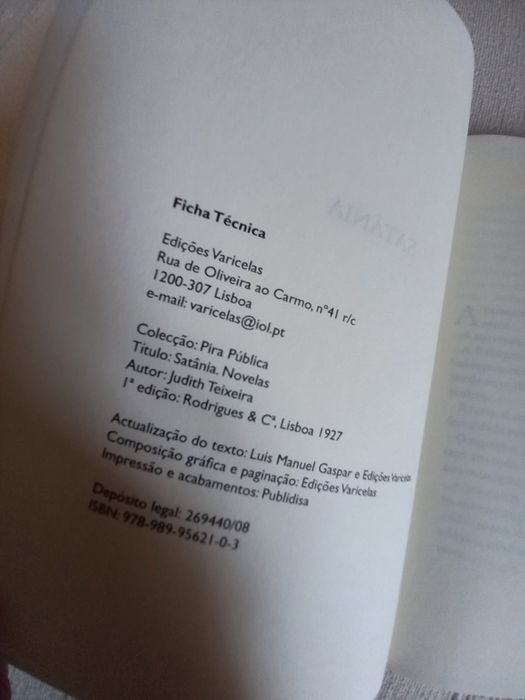 Ficha Técnica
Edições Varicelas
Rua de Oliveira ao Carmo, nº41 r/c
1200-307 Lisboa
e-mail: varicelas@iol.pt
Colecção: Pira Pública
Título: Satânia. Novelas
Autor: Judith Teixeira
1ª edição: Rodrigues & Cª, Lisboa 1927
Actualização do texto: Luís Manuel Gaspar e Edições Varicelas
Composição gráfica e paginação: Edições Varicelas
Impressão e acabamentos: Publidisa
Depósito legal: 269440/08
ISBN: 978-989-95621-0-3
SATÂNIA
A